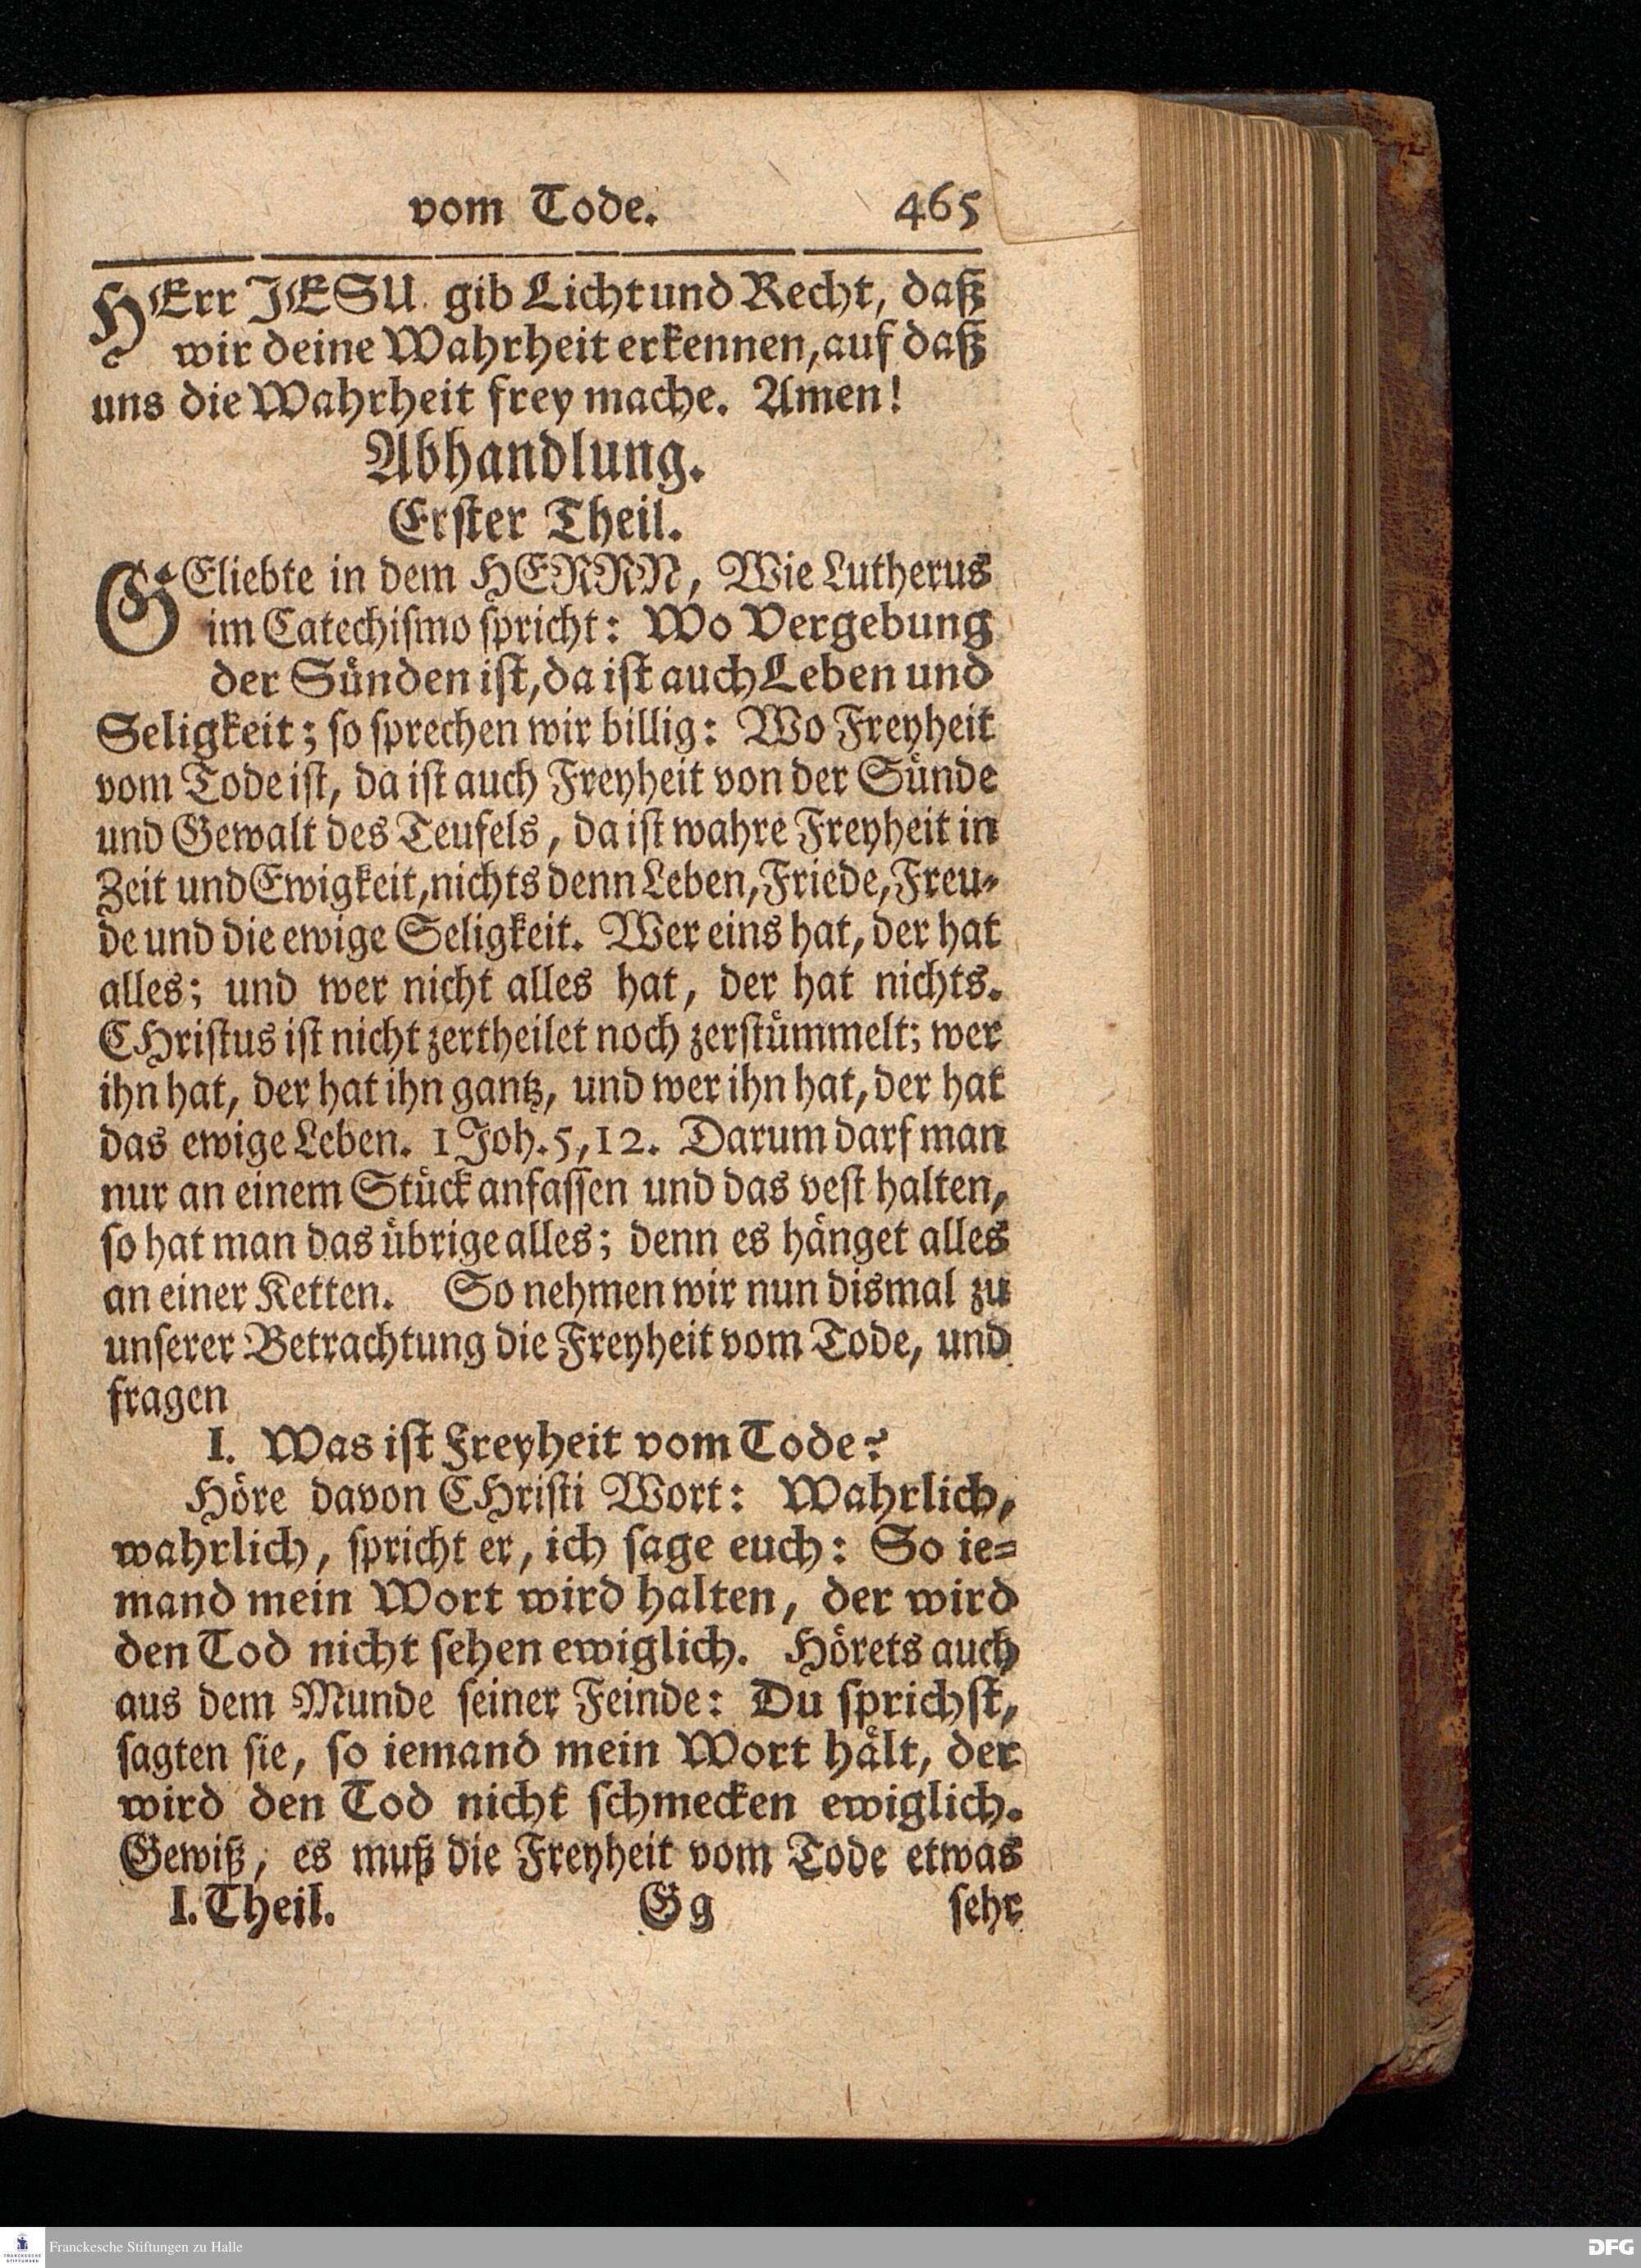 vom Tode. 465
HErr JESU gib Licht und Recht, daß
wir deine Wahrheit erkennen, auf daß
uns die Wahrheit frey mache. Amen!
Abhandlung.
Erster Theil.
GEliebte in dem HERRN, Wie Lutherus
im Catechismo spricht: Wo Vergebung
der Sünden ist, da ist auch Leben und
Seligkeit; so sprechen wir billig: Wo Freyheit
vom Tode ist, da ist auch Freyheit von der Sünde
und Gewalt des Teufels, da ist wahre Freyheit in
Zeit und Ewigkeit, nichts denn Leben, Friede, Freu-
de und die ewige Seligkeit. Wer eins hat, der hat
alles; und wer nicht alles hat, der hat nichts.
CHristus ist nicht zertheilet noch zerstümmelt; wer
ihn hat, der hat ihn gantz, und wer ihn hat, der hat
das ewige Leben. 1 Joh. 5, 12. Darum darf man
nur an einem Stück anfassen und das vest halten,
so hat man das übrige alles; denn es hänget alles
an einer Ketten. So nehmen wir nun dismal zu
unserer Betrachtung die Freyheit vom Tode, und
fragen
I. Was ist Freyheit vom Tode?
Höre davon CHristi Wort: Wahrlich,
wahrlich, spricht er, ich sage euch: So ie-
mand mein Wort wird halten, der wird
den Tod nicht sehen ewiglich. Hörets auch
aus dem Munde seiner Feinde: Du sprichst,
sagten sie, so iemand mein Wort hält, der
wird den Tod nicht schmecken ewiglich.
Gewiß, es muß die Freyheit vom Tode etwas
I. Theil. Gg sehr
FRANCKESCHE STIFTUNGEN
Franckesche Stiftungen zu Halle
DFG